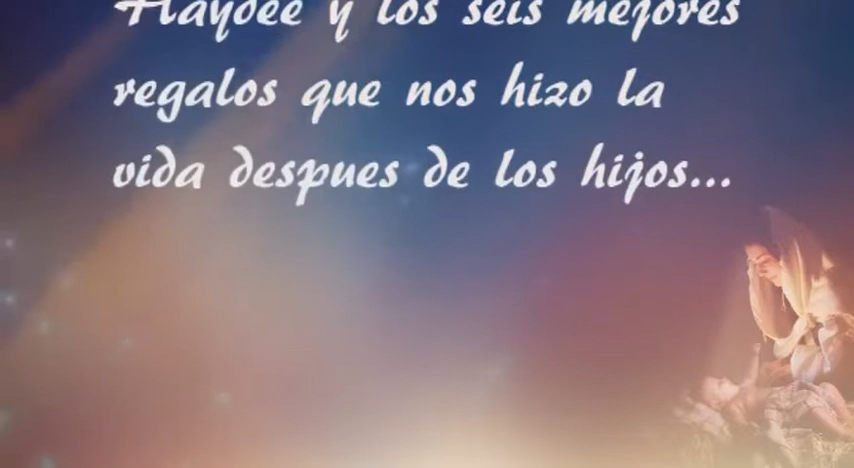 Haydee y los seis mejores
regalos que nos hizo la
vida despues de los hijos...